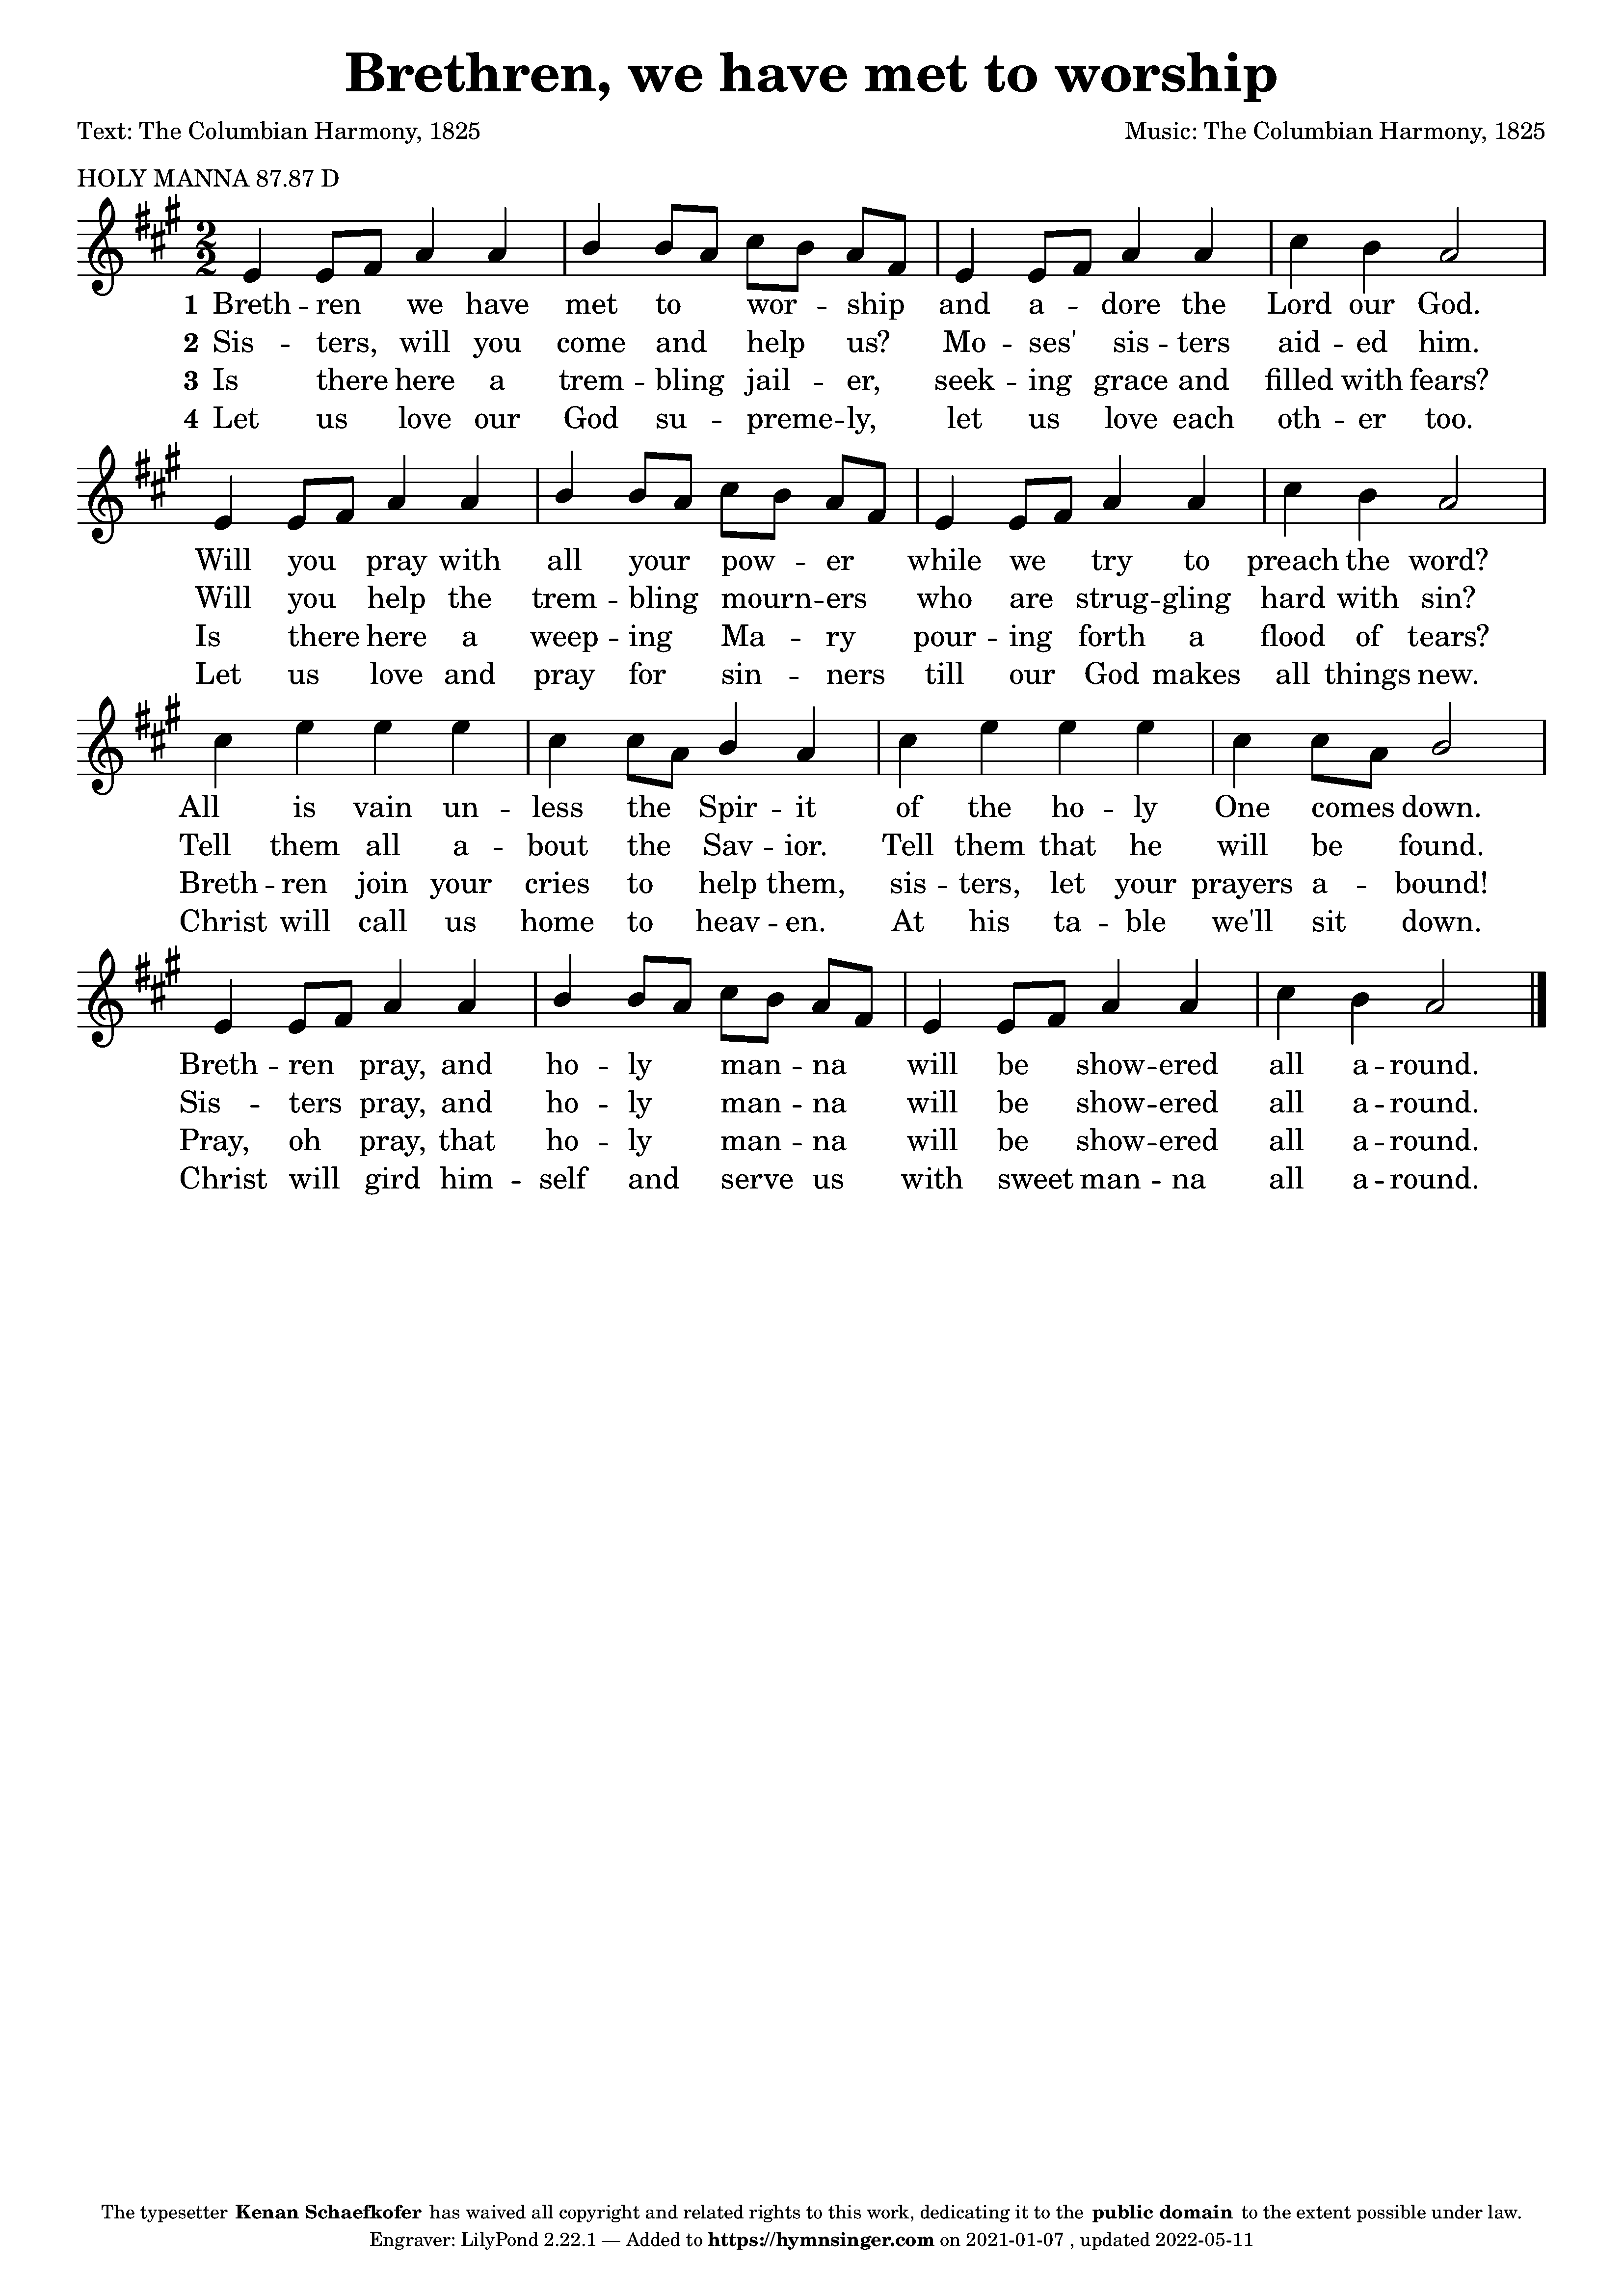 Brethren, we have met to worship
Text: The Columbian Harmony, 1825
Music: The Columbian Harmony, 1825
HOLY MANNA 87.87 D
1 Breth -- ren we have met to wor -- ship and a -- dore the Lord our God.
2 Sis -- ters, will you come and help us? Mo -- ses' sis -- ters aid -- ed him.
3 Is there here a trem -- bling jail -- er, seek -- ing grace and filled with fears?
4 Let us love our God su -- preme -- ly, let us love each oth -- er too.
Will you pray with all your pow -- er while we try to preach the word?
Will you help the trem -- bling mourn -- ers who are strug -- gling hard with sin?
Is there here a weep -- ing Ma -- ry pour -- ing forth a flood of tears?
Let us love and pray for sin -- ners till our God makes all things new.
All is vain un -- less the Spir -- it of the ho -- ly One comes down.
Tell them all a -- bout the Sav -- ior. Tell them that he will be found.
Breth -- ren join your cries to help them, sis -- ters, let your prayers a -- bound!
Christ will call us home to heav -- en. At his ta -- ble we'll sit down.
Breth -- ren pray, and ho -- ly man -- na will be show -- ered all a -- round.
Sis -- ters pray, and ho -- ly man -- na will be show -- ered all a -- round.
Pray, oh pray, that ho -- ly man -- na will be show -- ered all a -- round.
Christ will gird him -- self and serve us with sweet man -- na all a -- round.
The typesetter Kenan Schaefkofer has waived all copyright and related rights to this work, dedicating it to the public domain to the extent possible under law.
Engraver: LilyPond 2.22.1 — Added to https://hymnsinger.com on 2021-01-07 , updated 2022-05-11